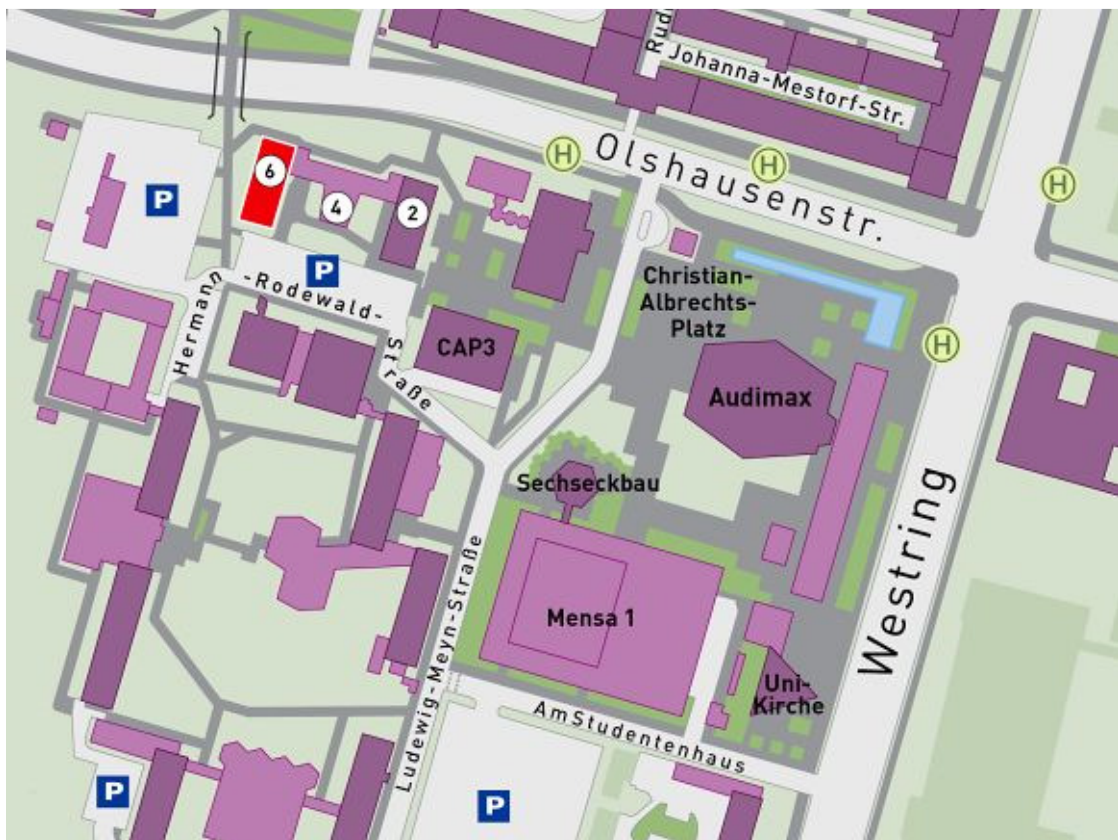 Rud
Johanna-Mestorf-Str.
H
Olshausenstr.
H
H
6
P
4
2
P
Christian-
Albrechts-
Platz
Hermann
-Rodewald-
Straße
CAP3
H
Audimax
Sechseckbau
Westring
Mensa 1
Ludewig-Meyn-Straße
Uni-
Kirche
Am Studentenhaus
P
P